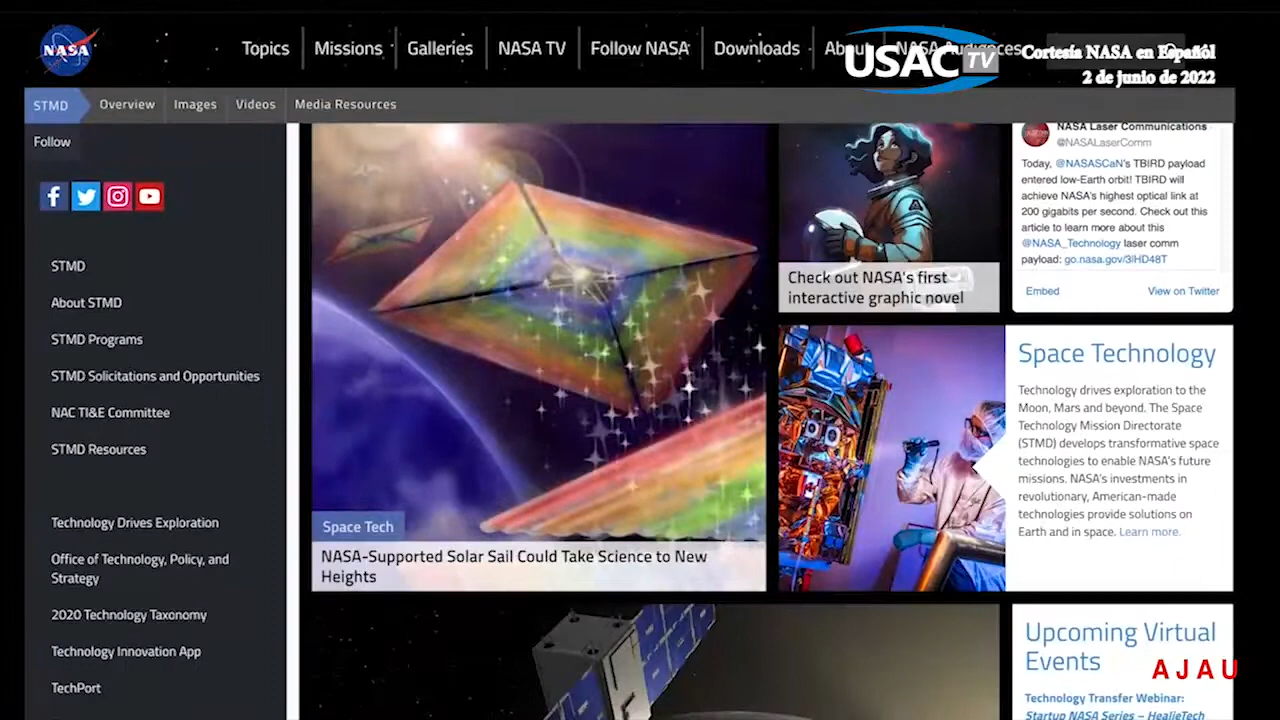 NASA
Topics
Missions
Galleries
NASA TV
Follow NASA
Downloads
About
NASA Audiences
USAC TV
Cortesía NASA en Español
2 de junio de 2022
STMD
Overview
Images
Videos
Media Resources
Follow
STMD
About STMD
STMD Programs
STMD Solicitations and Opportunities
NAC TI&E Committee
STMD Resources
Technology Drives Exploration
Office of Technology, Policy, and
Strategy
2020 Technology Taxonomy
Technology Innovation App
TechPort
Space Tech
NASA-Supported Solar Sail Could Take Science to New
Heights
Check out NASA's first
interactive graphic novel
NASA Laser Communications
@NASALaserComm
Today, @NASASCaN's TBIRD payload
entered low-Earth orbit! TBIRD will
achieve NASA's highest optical link at
200 gigabits per second. Check out this
article to learn more about this
@NASA_Technology laser comm
payload: go.nasa.gov/3lHD48T
Embed
View on Twitter
Space Technology
Technology drives exploration to the
Moon, Mars and beyond. The Space
Technology Mission Directorate
(STMD) develops transformative space
technologies to enable NASA's future
missions. NASA's investments in
revolutionary, American-made
technologies provide solutions on
Earth and in space. Learn more.
Upcoming Virtual
Events
AJAU
Technology Transfer Webinar:
Startup NASA Series – HealieTech